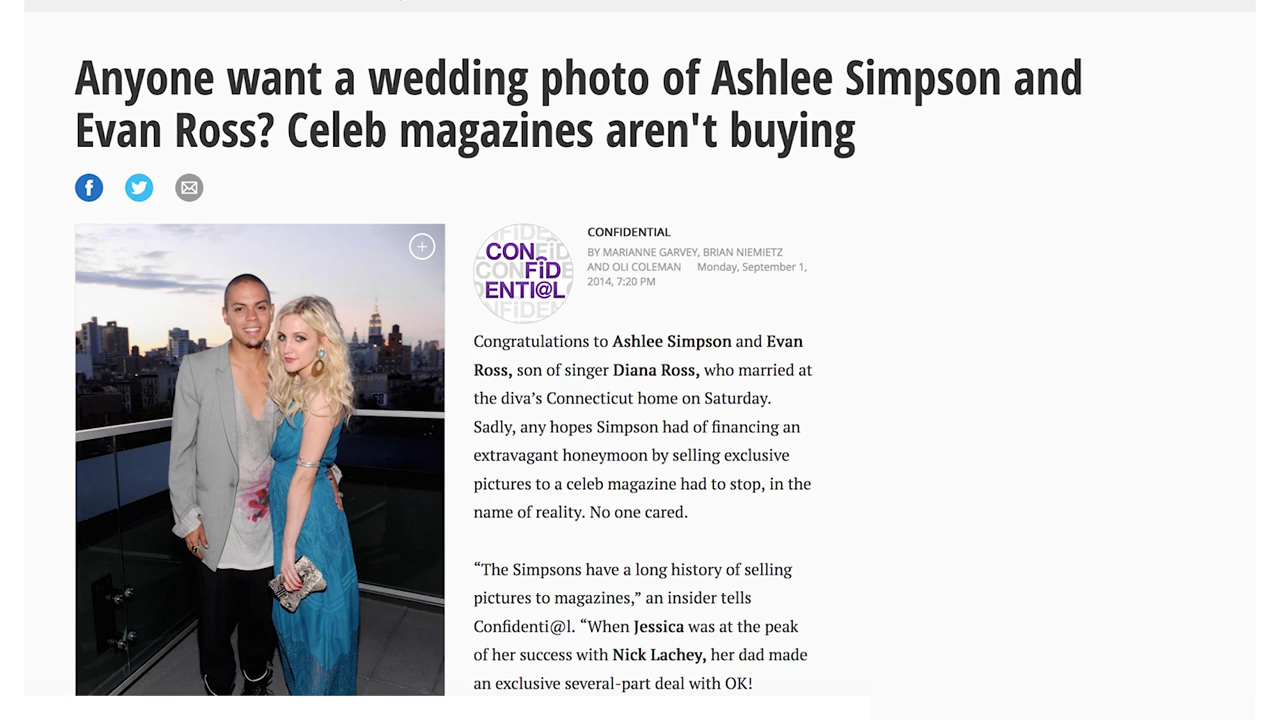 Anyone want a wedding photo of Ashlee Simpson and
Evan Ross? Celeb magazines aren't buying
CON
FiD
ENTI@L
CONFIDENTIAL
BY MARIANNE GARVEY, BRIAN NIEMIETZ
AND OLI COLEMAN Monday, September 1,
2014, 7:20 PM
Congratulations to Ashlee Simpson and Evan
Ross, son of singer Diana Ross, who married at
the diva's Connecticut home on Saturday.
Sadly, any hopes Simpson had of financing an
extravagant honeymoon by selling exclusive
pictures to a celeb magazine had to stop, in the
name of reality. No one cared.
“The Simpsons have a long history of selling
pictures to magazines,” an insider tells
Confidenti@l. “When Jessica was at the peak
of her success with Nick Lachey, her dad made
an exclusive several-part deal with OK!